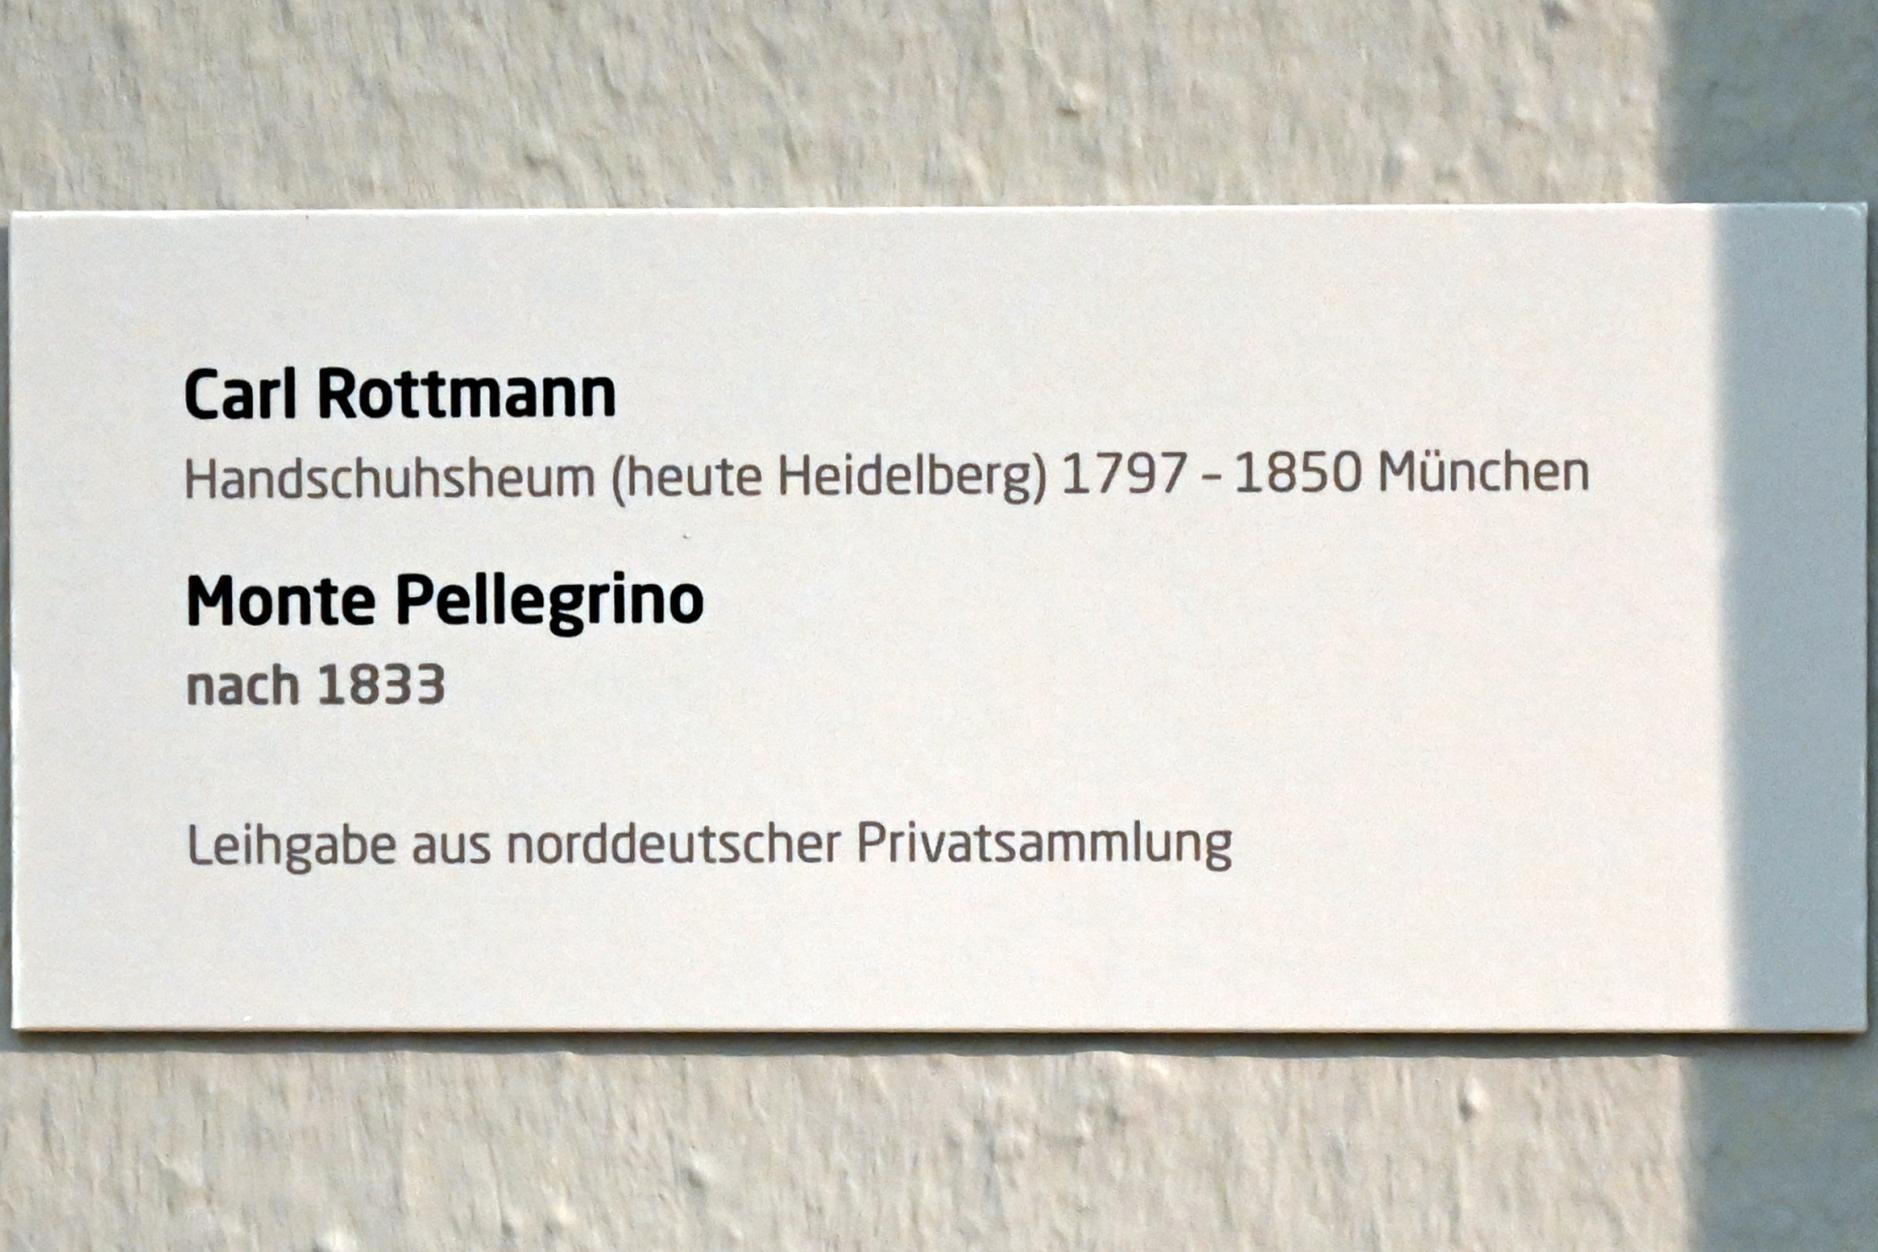 Carl Rottmann
Handschuhsheum (heute Heidelberg) 1797 – 1850 München
Monte Pellegrino
nach 1833
Leihgabe aus norddeutscher Privatsammlung